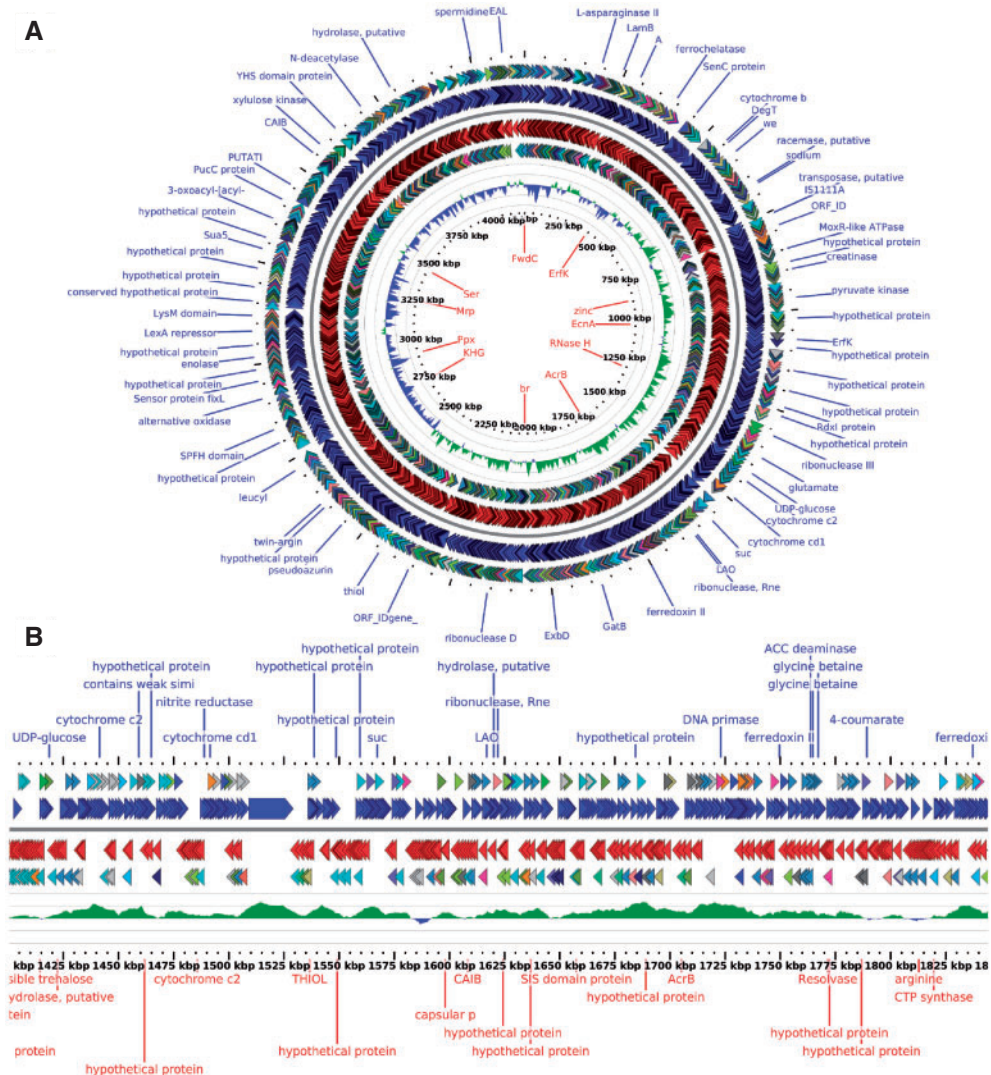 A
spermidine EAL
L-asparaginase II
hydrolase, putative
LamB
A
N-deacetylase
ferrochelatase
SenC protein
YHS domain protein
xylulose kinase
cytochrome b
DegT
CAIB
we
racemase, putative
PUTATI
sodium
PucC protein
transposase, putative
3-oxoacyl-[acyl-
IS1111A
hypothetical protein
ORF_ID
Sua5
MoxR-like ATPase
hypothetical protein
hypothetical protein
creatinase
hypothetical protein
conserved hypothetical protein
pyruvate kinase
LysM domain
hypothetical protein
LexA repressor
ErfK
hypothetical protein
hypothetical protein
enolase
hypothetical protein
hypothetical protein
Sensor protein fixL
hypothetical protein
alternative oxidase
RdxI protein
hypothetical protein
SPFH domain
ribonuclease III
hypothetical protein
glutamate
leucyl
UDP-glucose
cytochrome c2
twin-argin
cytochrome cd1
hypothetical protein
suc
pseudoazurin
LAO
thiol
ribonuclease, Rne
ORF_IDgene_
ferredoxin II
GatB
ribonuclease D
ExbD
4000 kbp
bp
250 kbp
3750 kbp
500 kbp
FwdC
3500 kbp
ErfK
750 kbp
Ser
3250 kbp
Mrp
zinc
1000 kbp
EcnA
3000 kbp
Ppx
RNase H
KHG
1250 kbp
2750 kbp
AcrB
br
1500 kbp
2500 kbp
1750 kbp
2250 kbp
2000 kbp
B
hypothetical protein
ACC deaminase
hypothetical protein
hypothetical protein
hydrolase, putative
glycine betaine
contains weak simi
glycine betaine
nitrite reductase
ribonuclease, Rne
cytochrome c2
hypothetical protein
DNA primase
4-coumarate
UDP-glucose
cytochrome cd1
suc
LAO
hypothetical protein
ferredoxin II
ferredoxi
kbp 1425 kbp 1450 kbp 1475 kbp 1500 kbp 1525 kbp 1550 kbp 1575 kbp 1600 kbp 1625 kbp 1650 kbp 1675 kbp 1700 kbp 1725 kbp 1750 kbp 1775 kbp 1800 kbp 1825 kbp 18
sible trehalose cytochrome c2 THIOL CAIB SIS domain protein AcrB Resolvase arginine
ydrolase, putative hypothetical protein CTP synthase
tein capsular p
hypothetical protein hypothetical protein
protein hypothetical protein hypothetical protein hypothetical protein
hypothetical protein